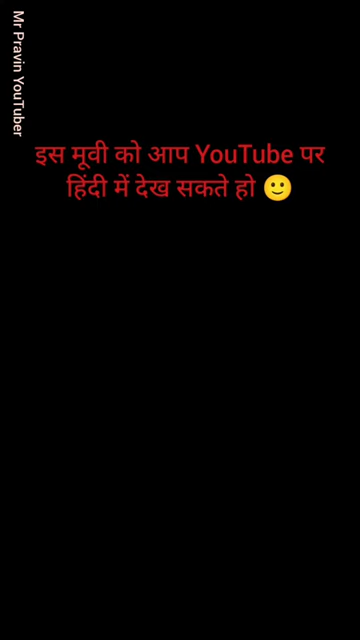 Mr Pravin YouTuber
इस मूवी को आप YouTube पर
हिंदी में देख सकते हो 🙂